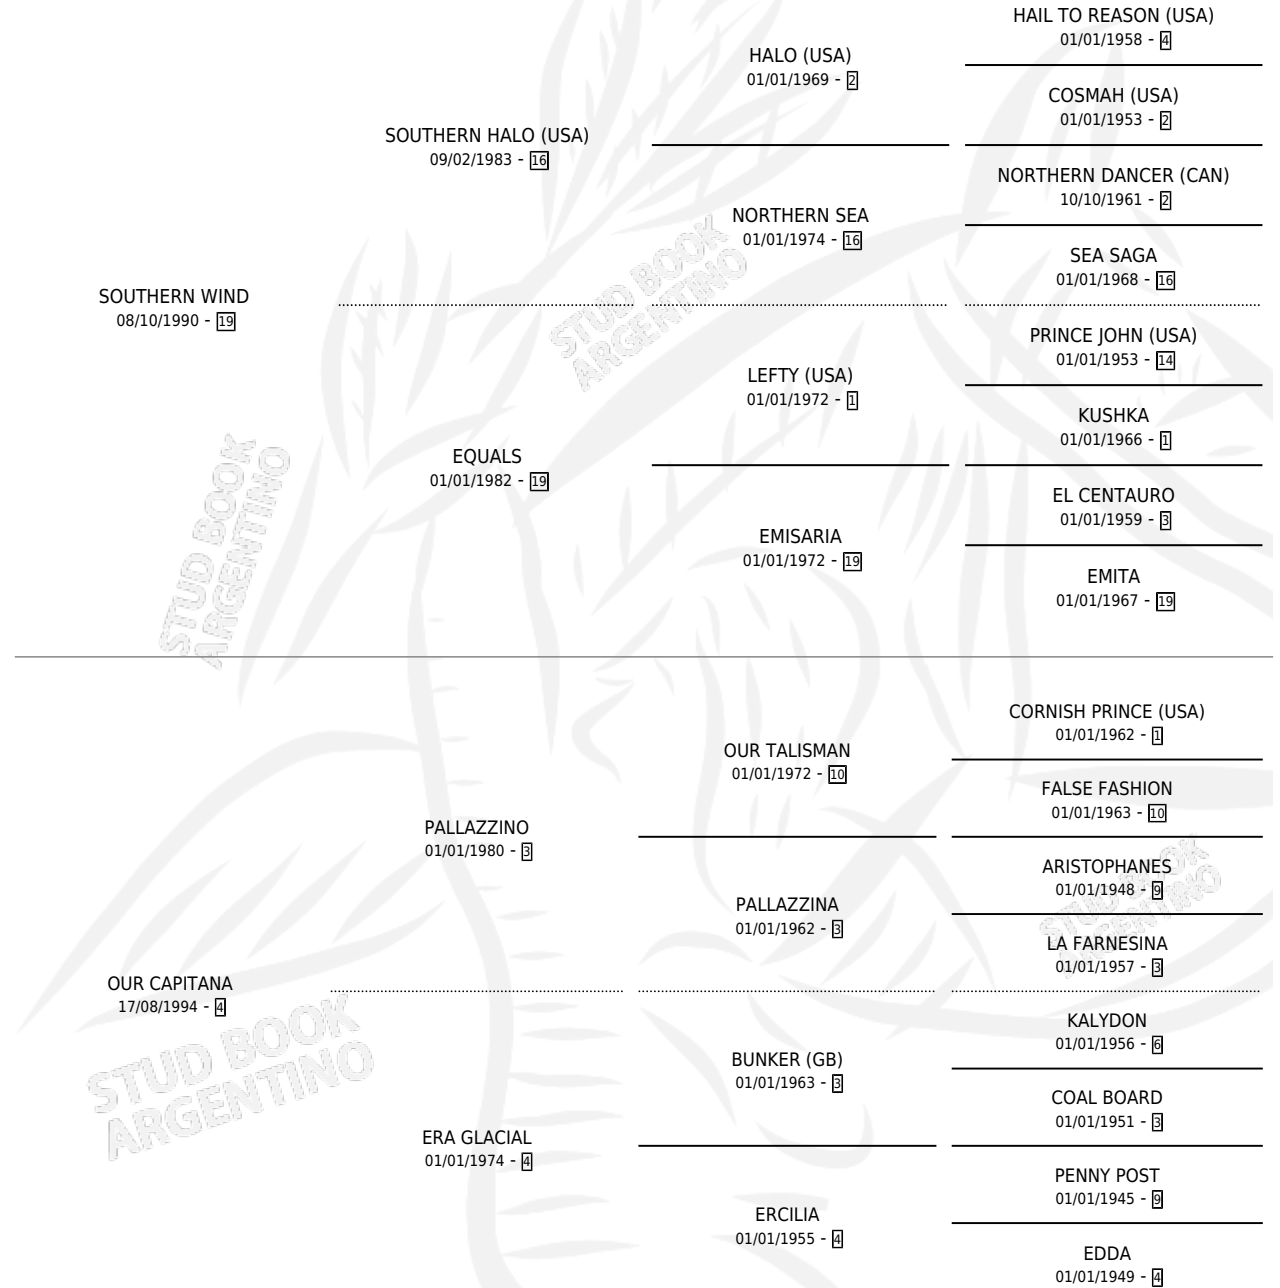 HAIL TO REASON (USA)
01/01/1958 - 4
HALO (USA)
01/01/1969 - 2
COSMAH (USA)
01/01/1953 - 2
SOUTHERN HALO (USA)
09/02/1983 - 16
NORTHERN DANCER (CAN)
10/10/1961 - 2
NORTHERN SEA
01/01/1974 - 16
SEA SAGA
01/01/1968 - 16
SOUTHERN WIND
08/10/1990 - 19
STUD BOOK
ARGENTINO
PRINCE JOHN (USA)
01/01/1953 - 14
LEFTY (USA)
01/01/1972 - 1
KUSHKA
01/01/1966 - 1
EQUALS
01/01/1982 - 19
EL CENTAURO
01/01/1959 - 3
EMISARIA
01/01/1972 - 19
EMITA
01/01/1967 - 19
STUD BOOK
ARGENTINO
CORNISH PRINCE (USA)
01/01/1962 - 1
OUR TALISMAN
01/01/1972 - 10
FALSE FASHION
01/01/1963 - 10
PALLAZZINO
01/01/1980 - 3
ARISTOPHANES
01/01/1948 - 9
PALLAZZINA
01/01/1962 - 3
STUD BOOK
ARGENTINO
LA FARNESINA
01/01/1957 - 3
OUR CAPITANA
17/08/1994 - 4
KALYDON
01/01/1956 - 6
BUNKER (GB)
01/01/1963 - 3
COAL BOARD
01/01/1951 - 3
STUD BOOK
ARGENTINO
ERA GLACIAL
01/01/1974 - 4
PENNY POST
01/01/1945 - 9
ERCILIA
01/01/1955 - 4
EDDA
01/01/1949 - 4